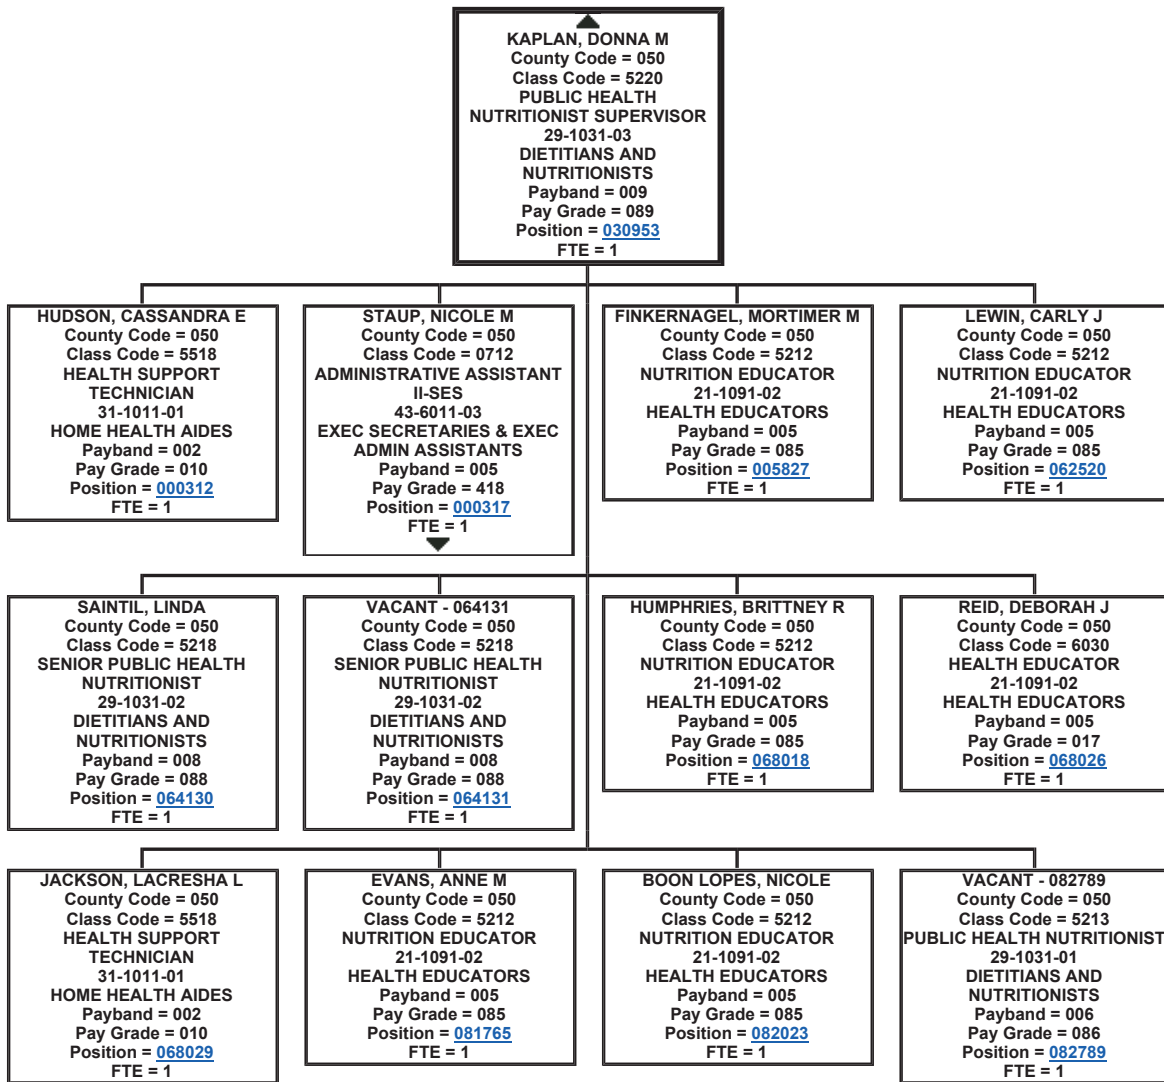 KAPLAN, DONNA M
County Code = 050
Class Code = 5220
PUBLIC HEALTH
NUTRITIONIST SUPERVISOR
29-1031-03
DIETITIANS AND
NUTRITIONISTS
Payband = 009
Pay Grade = 089
Position = 030953
FTE = 1
HUDSON, CASSANDRA E
County Code = 050
Class Code = 5518
HEALTH SUPPORT
TECHNICIAN
31-1011-01
HOME HEALTH AIDES
Payband = 002
Pay Grade = 010
Position = 000312
FTE = 1
STAUP, NICOLE M
County Code = 050
Class Code = 0712
ADMINISTRATIVE ASSISTANT
II-SES
43-6011-03
EXEC SECRETARIES & EXEC
ADMIN ASSISTANTS
Payband = 005
Pay Grade = 418
Position = 000317
FTE = 1
FINKERNAGEL, MORTIMER M
County Code = 050
Class Code = 5212
NUTRITION EDUCATOR
21-1091-02
HEALTH EDUCATORS
Payband = 005
Pay Grade = 085
Position = 005827
FTE = 1
LEWIN, CARLY J
County Code = 050
Class Code = 5212
NUTRITION EDUCATOR
21-1091-02
HEALTH EDUCATORS
Payband = 005
Pay Grade = 085
Position = 062520
FTE = 1
SAINTIL, LINDA
County Code = 050
Class Code = 5218
SENIOR PUBLIC HEALTH
NUTRITIONIST
29-1031-02
DIETITIANS AND
NUTRITIONISTS
Payband = 008
Pay Grade = 088
Position = 064130
FTE = 1
VACANT - 064131
County Code = 050
Class Code = 5218
SENIOR PUBLIC HEALTH
NUTRITIONIST
29-1031-02
DIETITIANS AND
NUTRITIONISTS
Payband = 008
Pay Grade = 088
Position = 064131
FTE = 1
HUMPHRIES, BRITTNEY R
County Code = 050
Class Code = 5212
NUTRITION EDUCATOR
21-1091-02
HEALTH EDUCATORS
Payband = 005
Pay Grade = 085
Position = 068018
FTE = 1
REID, DEBORAH J
County Code = 050
Class Code = 6030
HEALTH EDUCATOR
21-1091-02
HEALTH EDUCATORS
Payband = 005
Pay Grade = 017
Position = 068026
FTE = 1
JACKSON, LACRESHA L
County Code = 050
Class Code = 5518
HEALTH SUPPORT
TECHNICIAN
31-1011-01
HOME HEALTH AIDES
Payband = 002
Pay Grade = 010
Position = 068029
FTE = 1
EVANS, ANNE M
County Code = 050
Class Code = 5212
NUTRITION EDUCATOR
21-1091-02
HEALTH EDUCATORS
Payband = 005
Pay Grade = 085
Position = 081765
FTE = 1
BOON LOPES, NICOLE
County Code = 050
Class Code = 5212
NUTRITION EDUCATOR
21-1091-02
HEALTH EDUCATORS
Payband = 005
Pay Grade = 085
Position = 082023
FTE = 1
VACANT - 082789
County Code = 050
Class Code = 5213
PUBLIC HEALTH NUTRITIONIST
29-1031-01
DIETITIANS AND
NUTRITIONISTS
Payband = 006
Pay Grade = 086
Position = 082789
FTE = 1